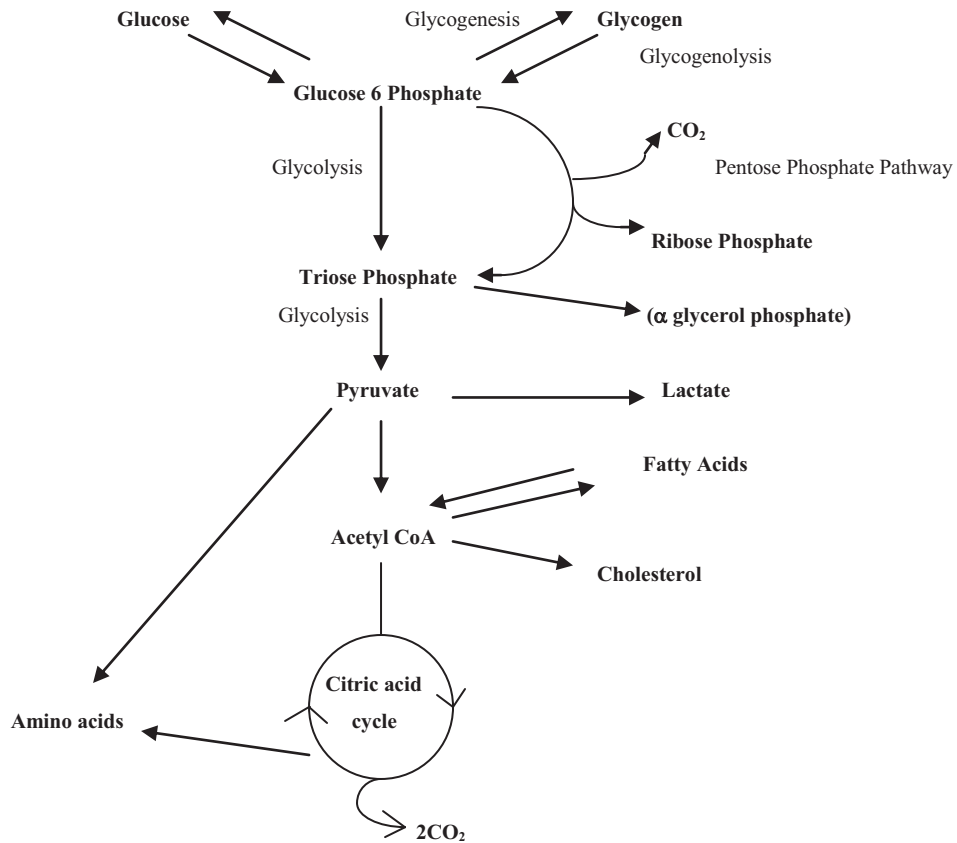 Glucose
Glycogenesis
Glycogen
Glycogenolysis
Glucose 6 Phosphate
CO₂
Glycolysis
Pentose Phosphate Pathway
Ribose Phosphate
Triose Phosphate
Glycolysis
(α glycerol phosphate)
Pyruvate
Lactate
Fatty Acids
Acetyl CoA
Cholesterol
Citric acid
cycle
Amino acids
2CO₂